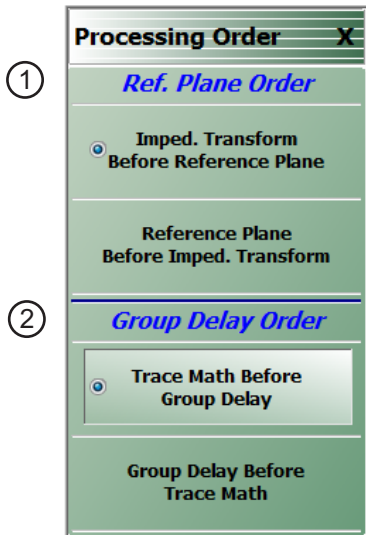 Processing Order X
1
Ref. Plane Order
Imped. Transform
Before Reference Plane
Reference Plane
Before Imped. Transform
2
Group Delay Order
Trace Math Before
Group Delay
Group Delay Before
Trace Math